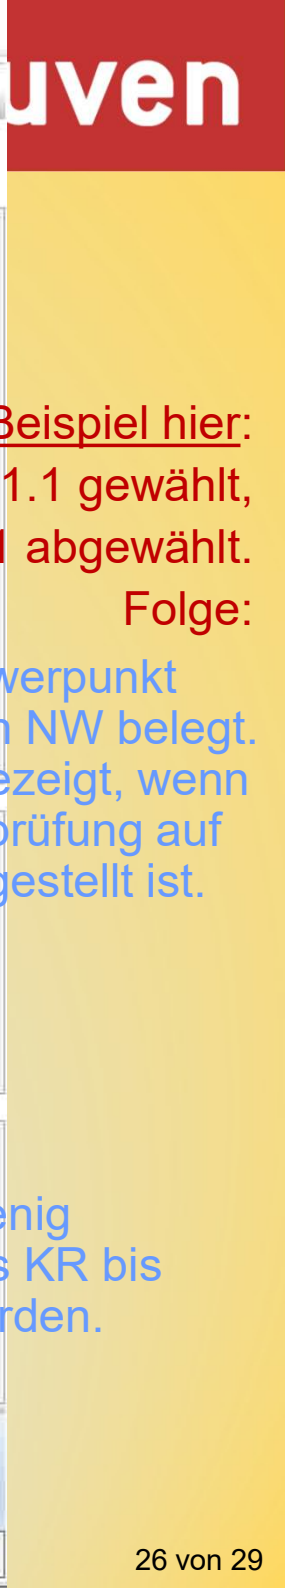 uven
Beispiel hier:
1.1 gewählt,
abgewählt.
Folge:
werpunkt
n NW belegt.
ezeigt, wenn
prüfung auf
gestellt ist.
enig
s KR bis
rden.
26 von 29